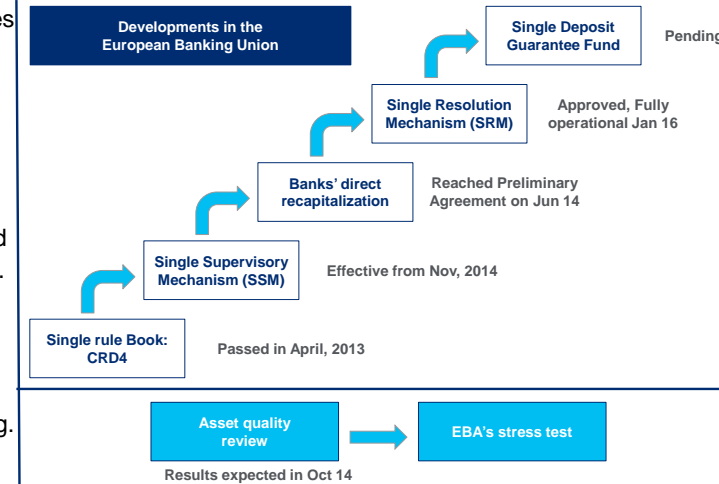 es
d
.
g.
Developments in the
European Banking Union
Single Deposit
Guarantee Fund
Pending
Single Resolution
Mechanism (SRM)
Approved, Fully
operational Jan 16
Banks' direct
recapitalization
Reached Preliminary
Agreement on Jun 14
Single Supervisory
Mechanism (SSM)
Effective from Nov, 2014
Single rule Book:
CRD4
Passed in April, 2013
Asset quality
review
EBA's stress test
Results expected in Oct 14